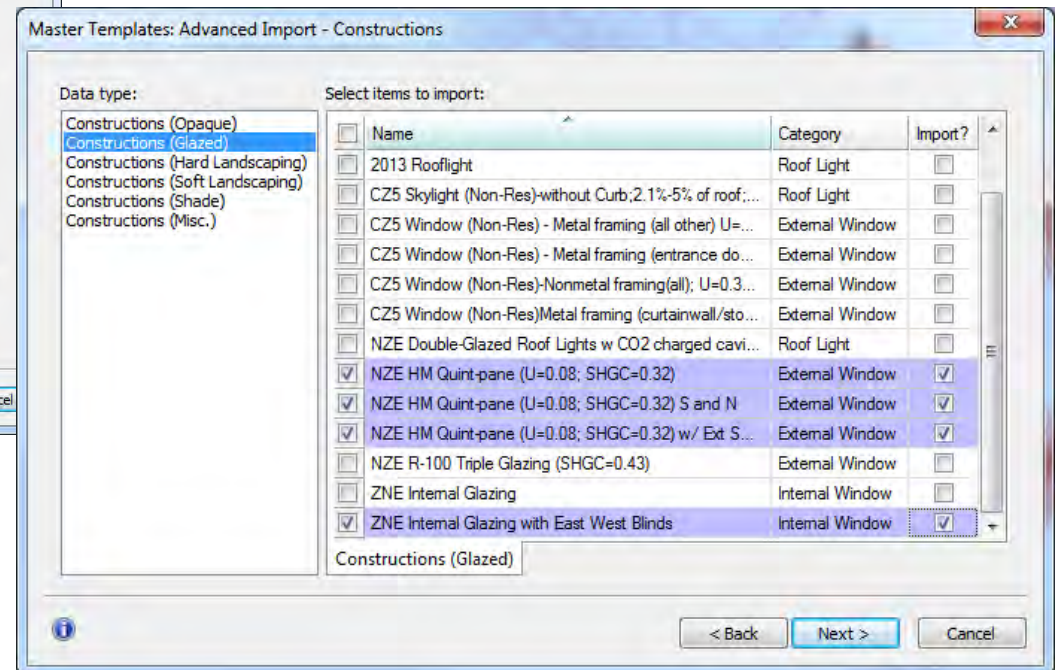 Master Templates: Advanced Import - Constructions
Data type:
Constructions (Opaque)
Constructions (Glazed)
Constructions (Hard Landscaping)
Constructions (Soft Landscaping)
Constructions (Shade)
Constructions (Misc.)
Select items to import:
Name Category Import?
2013 Rooflight Roof Light
CZ5 Skylight (Non-Res)-without Curb;2.1%-5% of roof;... Roof Light
CZ5 Window (Non-Res) - Metal framing (all other) U=... External Window
CZ5 Window (Non-Res) - Metal framing (entrance do... External Window
CZ5 Window (Non-Res)-Nonmetal framing(all); U=0.3... External Window
CZ5 Window (Non-Res)Metal framing (curtainwall/sto... External Window
NZE Double-Glazed Roof Lights w CO2 charged cavi... Roof Light
NZE HM Quint-pane (U=0.08; SHGC=0.32) External Window
NZE HM Quint-pane (U=0.08; SHGC=0.32) S and N External Window
NZE HM Quint-pane (U=0.08; SHGC=0.32) w/ Ext S... External Window
NZE R-100 Triple Glazing (SHGC=0.43) External Window
ZNE Internal Glazing Internal Window
ZNE Internal Glazing with East West Blinds Internal Window
Constructions (Glazed)
< Back Next > Cancel
cel